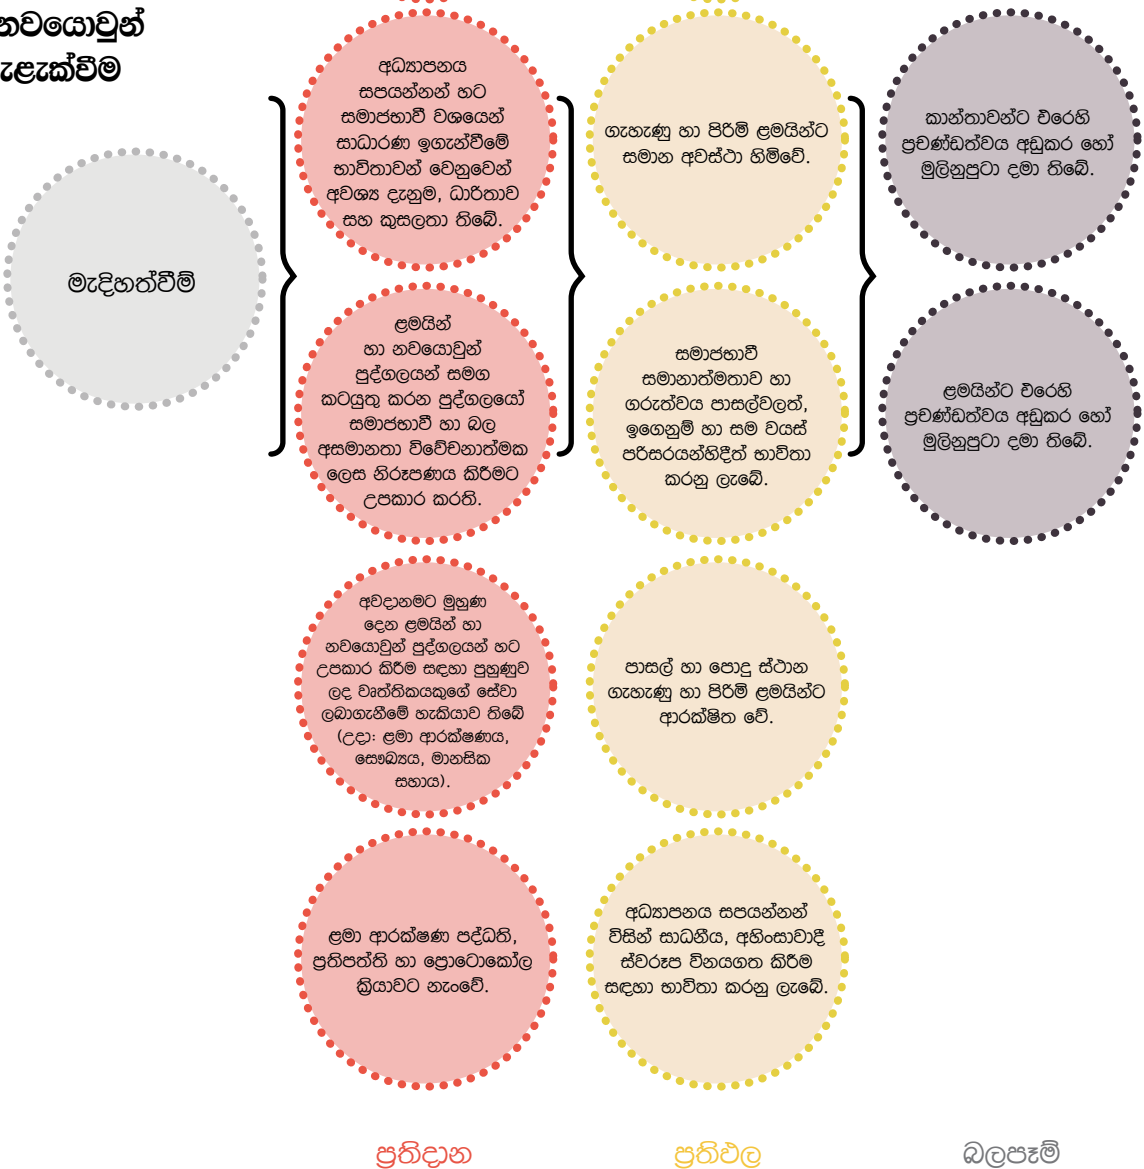 නවයොවුන්
ැළැක්වීම
මැදිහත්වීම්
අධ්‍යාපනය
සපයන්නන් හට
සමාජභාවී වශයෙන්
සාධාරණ ඉගැන්වීමේ
භාවිතාවන් වෙනුවෙන්
අවශ්‍ය දැනුම, ධාරිතාව
සහ කුසලතා තිබේ.
ළමයින්
හා නවයොවුන්
පුද්ගලයන් සමග
කටයුතු කරන පුද්ගලයෝ
සමාජභාවී හා බල
අසමානතා විවේචනාත්මක
ලෙස නිරූපණය කිරීමට
උපකාර කරති.
අවදානමට මුහුණ
දෙන ළමයින් හා
නවයොවුන් පුද්ගලයන් හට
උපකාර කිරීම සඳහා පුහුණුව
ලද වෘත්තිකයකුගේ සේවා
ලබාගැනීමේ හැකියාව තිබේ
(උදා: ළමා ආරක්ෂණය,
සෞඛ්‍යය, මානසික
සහාය).
ළමා ආරක්ෂණ පද්ධති,
ප්‍රතිපත්ති හා ප්‍රොටොකෝල
ක්‍රියාවට නැංවේ.
ගැහැණු හා පිරිමි ළමයින්ට
සමාන අවස්ථා හිමිවේ.
සමාජභාවී
සමානාත්මතාව හා
ගරුත්වය පාසල්වලත්,
ඉගෙනුම් හා සම වයස්
පරිසරයන්හිදීත් භාවිතා
කරනු ලැබේ.
පාසල් හා පොදු ස්ථාන
ගැහැණු හා පිරිමි ළමයින්ට
ආරක්ෂිත වේ.
අධ්‍යාපනය සපයන්නන්
විසින් සාධනීය, අහිංසාවාදී
ස්වරූප විනයගත කිරීම
සඳහා භාවිතා කරනු ලැබේ.
කාන්තාවන්ට එරෙහි
ප්‍රචණ්ඩත්වය අඩුකර හෝ
මුලිනුපුටා දමා තිබේ.
ළමයින්ට එරෙහි
ප්‍රචණ්ඩත්වය අඩුකර හෝ
මුලිනුපුටා දමා තිබේ.
ප්‍රතිදාන
ප්‍රතිඵල
බලපෑම්